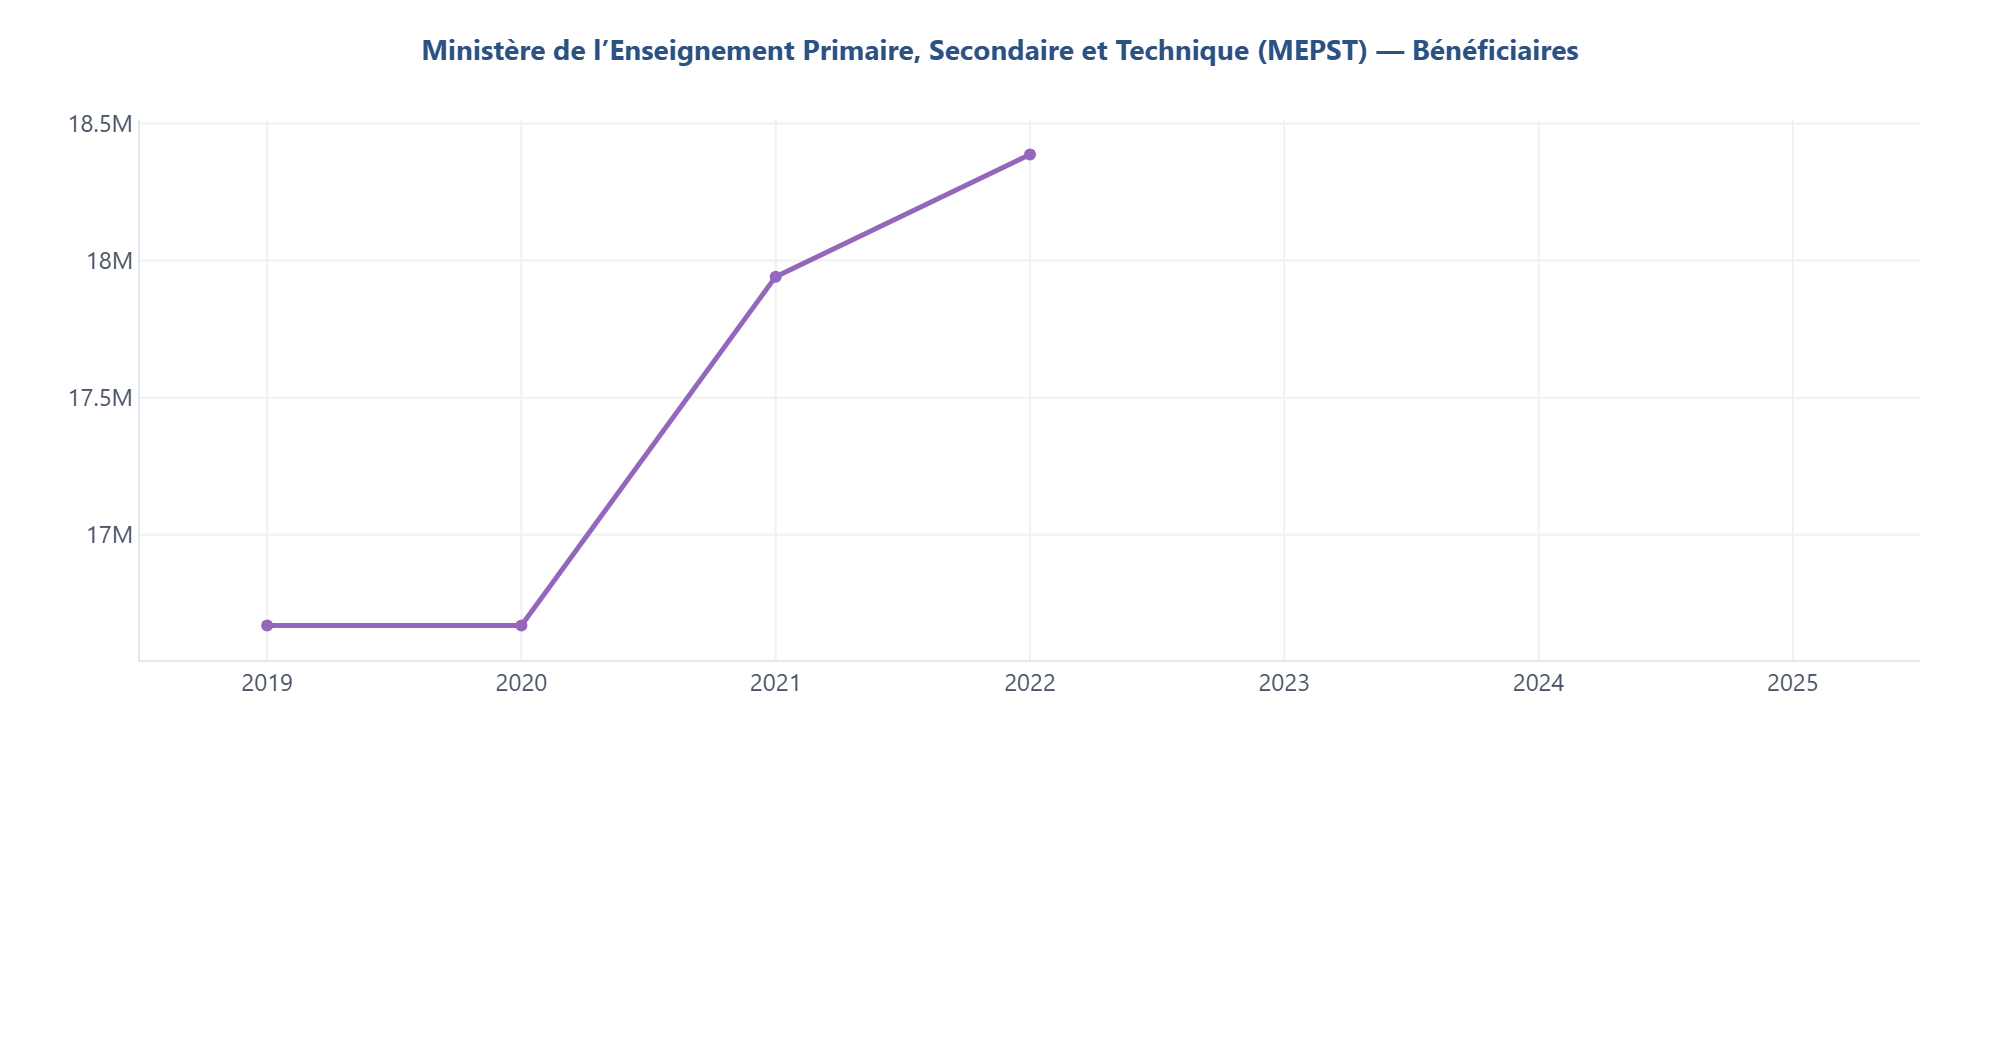 Ministère de l’Enseignement Primaire, Secondaire et Technique (MEPST) — Bénéficiaires
18.5M
18M
17.5M
17M
2019 2020 2021 2022 2023 2024 2025